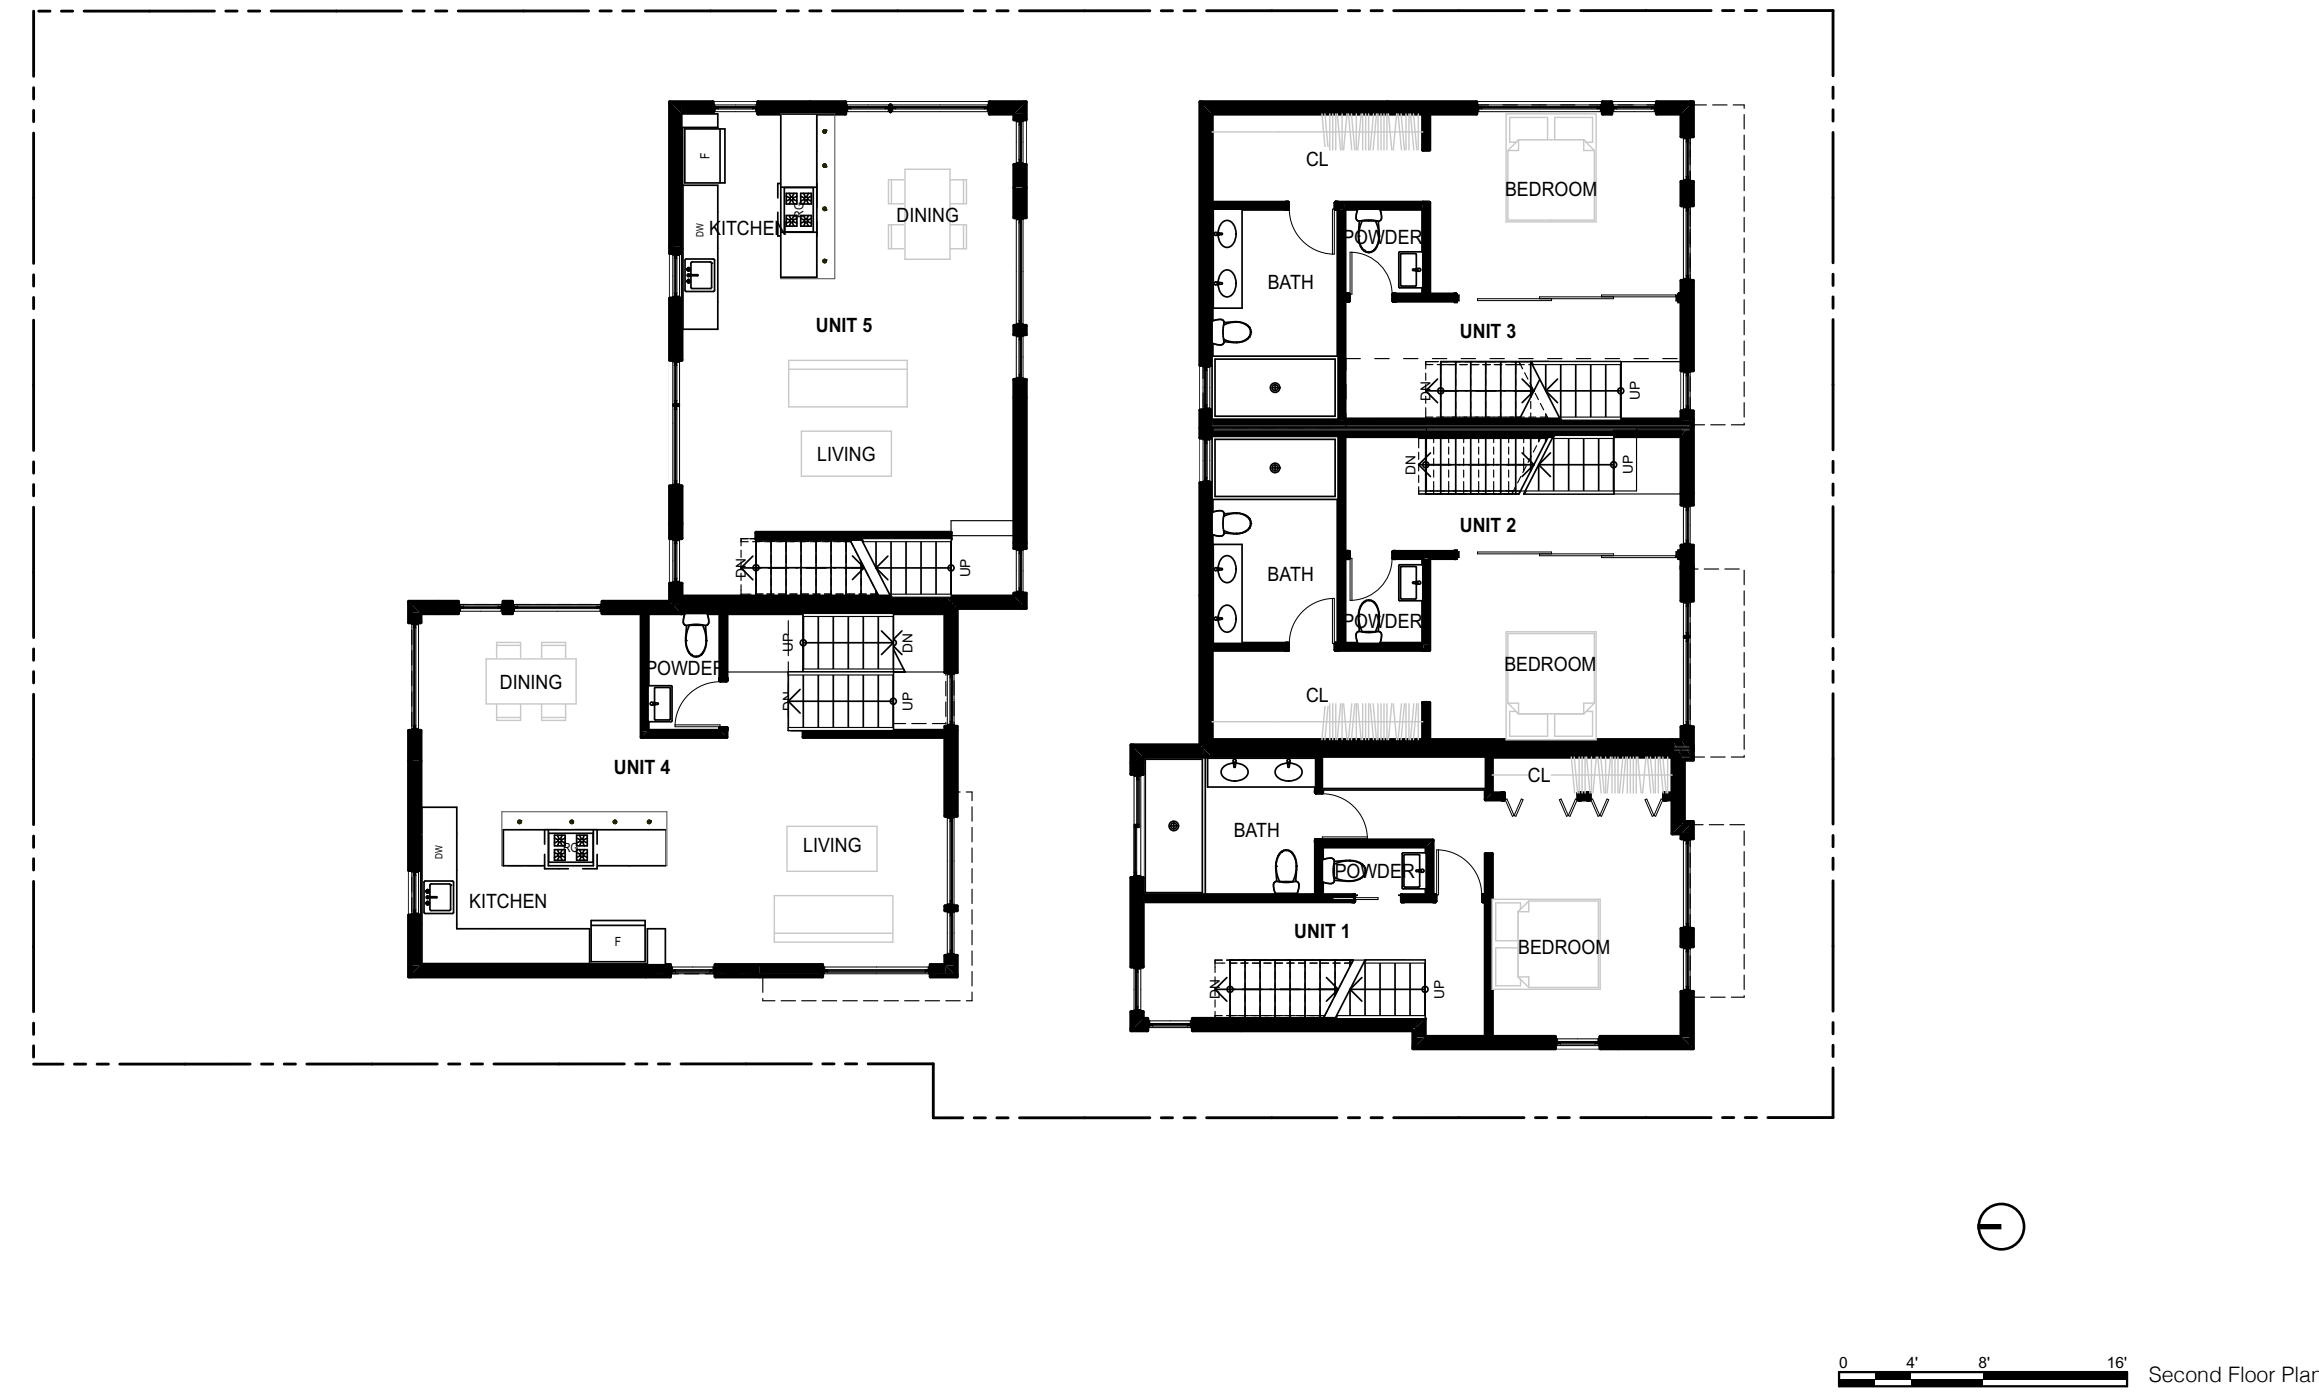 F
CL
BEDROOM
DW
KITCHEN
RG
DINING
POWDER
BATH
UNIT 5
UNIT 3
DN
UP
LIVING
DN
UP
UNIT 2
DN
UP
BATH
POWDER
BEDROOM
CL
UP
DN
POWDER
DINING
DN
UP
UNIT 4
CL
BATH
LIVING
RG
DW
POWDER
KITCHEN
F
UNIT 1
BEDROOM
DN
UP
0 4' 8' 16'
Second Floor Plan